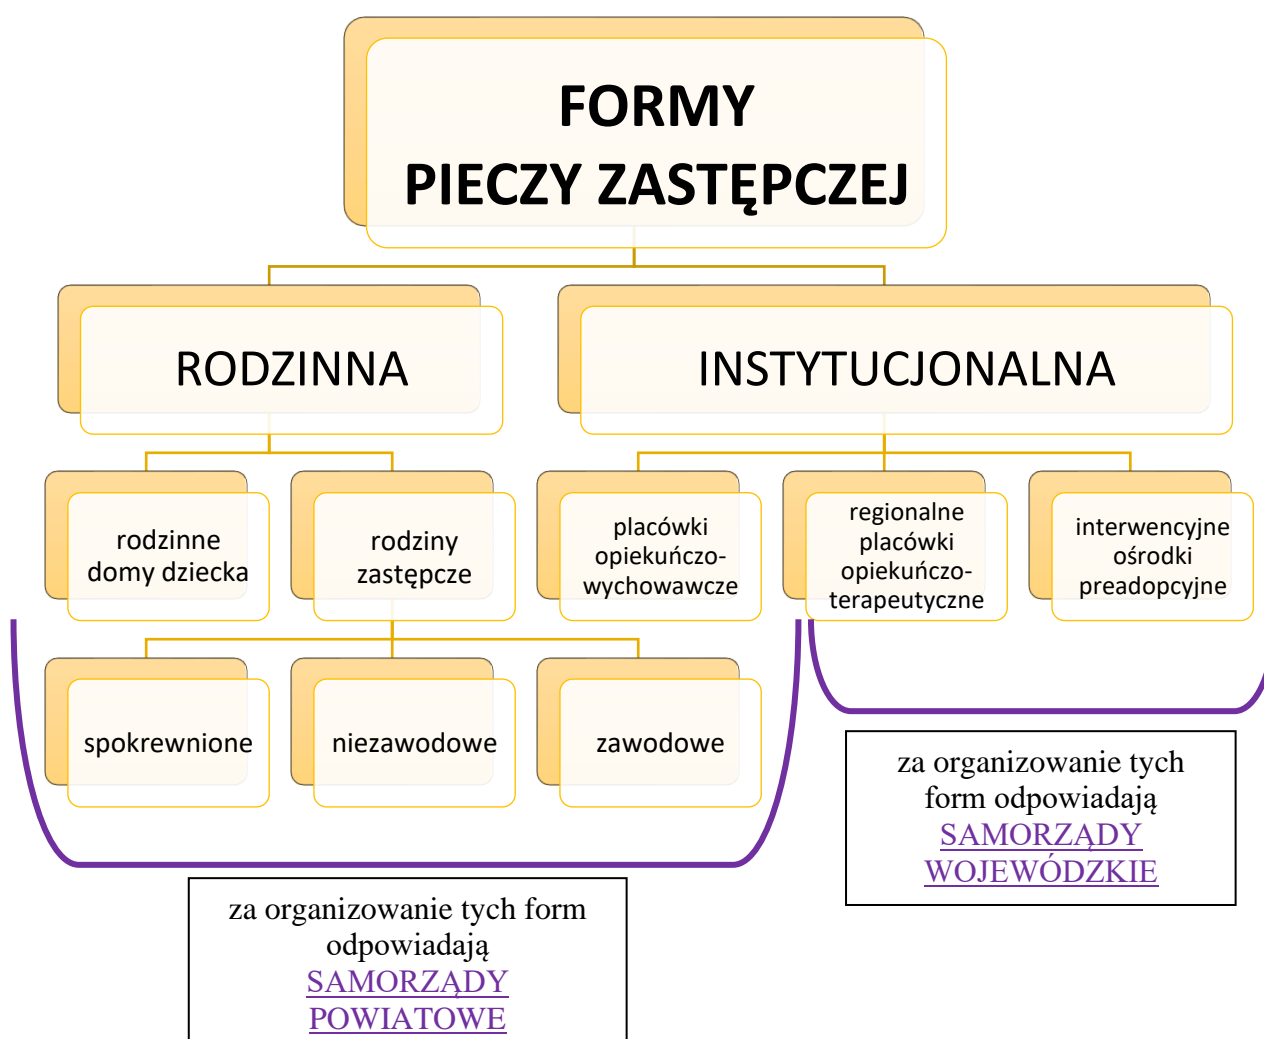 FORMY
PIECZY ZASTĘPCZEJ
RODZINNA
INSTYTUCJONALNA
rodzinne
domy dziecka
rodziny
zastępcze
placówki
opiekuńczo-
wychowawcze
regionalne
placówki
opiekuńczo-
terapeutyczne
interwencyjne
ośrodki
preadopcyjne
spokrewnione
niezawodowe
zawodowe
za organizowanie tych
form odpowiadają
SAMORZĄDY
WOJEWÓDZKIE
za organizowanie tych form
odpowiadają
SAMORZĄDY
POWIATOWE